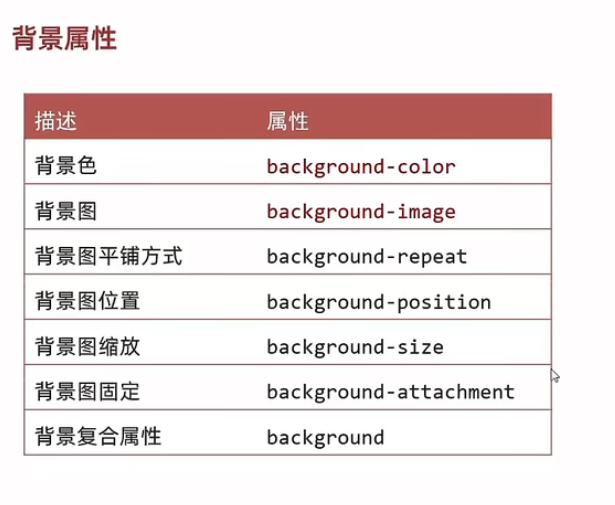 背景属性
描述 属性
背景色 background-color
背景图 background-image
背景图平铺方式 background-repeat
背景图位置 background-position
背景图缩放 background-size
背景图固定 background-attachment
背景复合属性 background